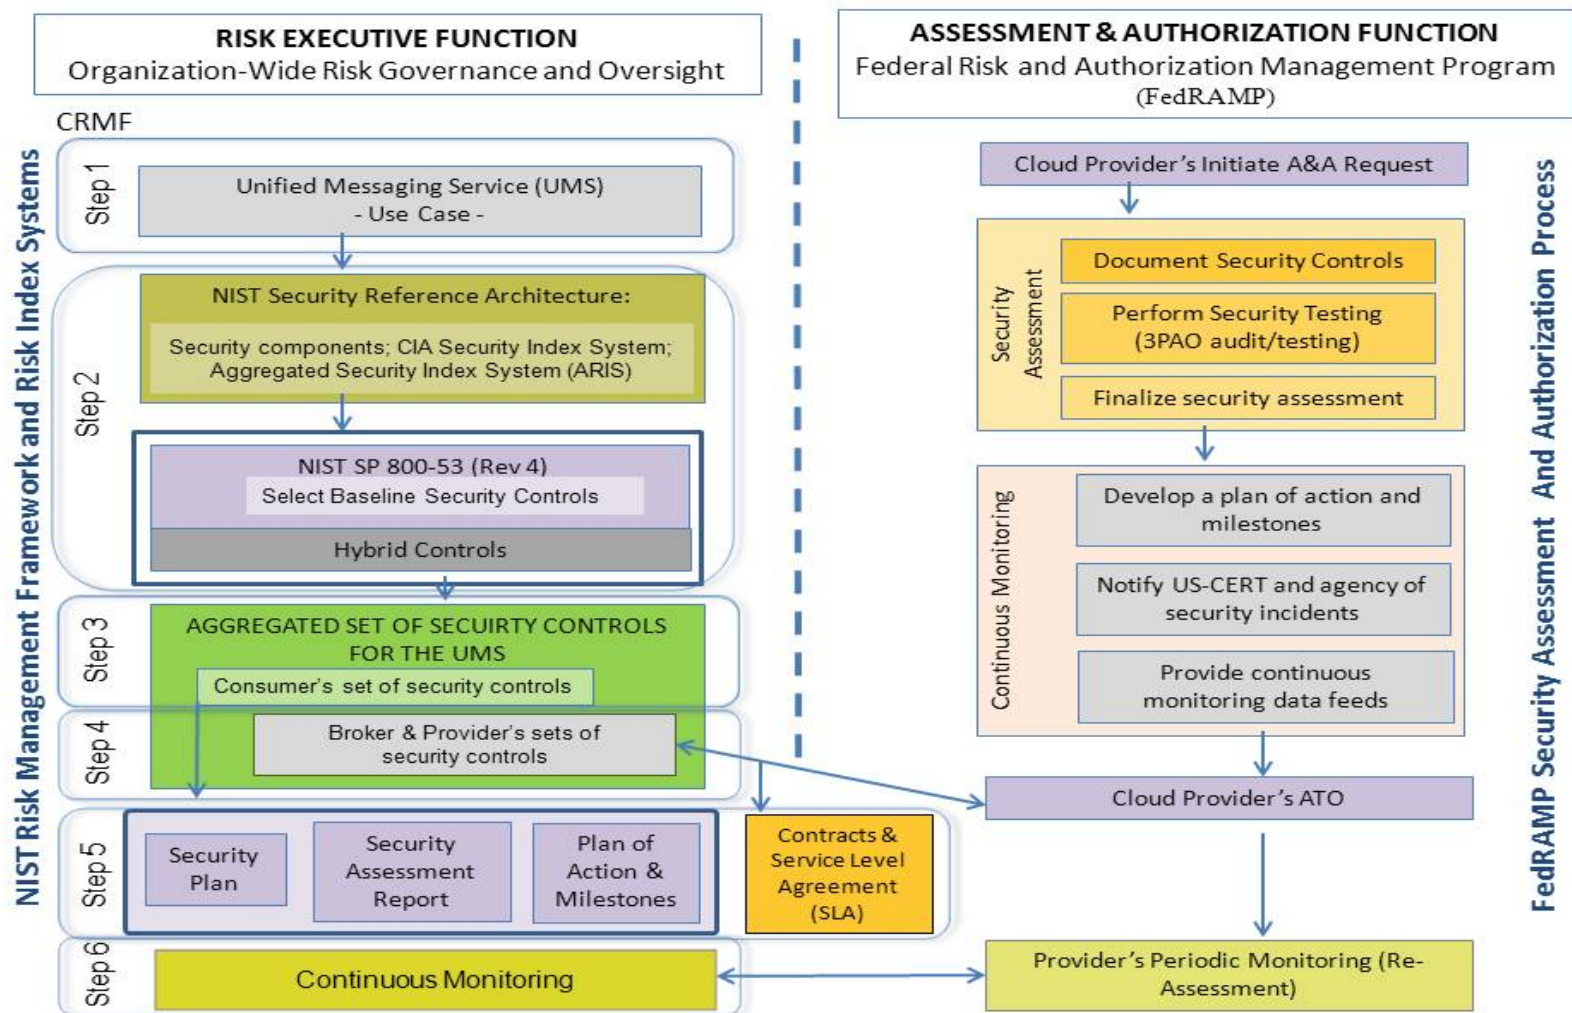 RISK EXECUTIVE FUNCTION
Organization-Wide Risk Governance and Oversight
ASSESSMENT & AUTHORIZATION FUNCTION
Federal Risk and Authorization Management Program
(FedRAMP)
NIST Risk Management Framework and Risk Index Systems
CRMF
Step 1
Unified Messaging Service (UMS)
- Use Case -
Step 2
NIST Security Reference Architecture:
Security components; CIA Security Index System;
Aggregated Security Index System (ARIS)
NIST SP 800-53 (Rev 4)
Select Baseline Security Controls
Hybrid Controls
Step 3
AGGREGATED SET OF SECUIRTY CONTROLS
FOR THE UMS
Consumer's set of security controls
Step 4
Broker & Provider's sets of
security controls
Step 5
Security
Plan
Security
Assessment
Report
Plan of
Action &
Milestones
Contracts &
Service Level
Agreement
(SLA)
Step 6
Continuous Monitoring
Cloud Provider's Initiate A&A Request
Security
Assessment
Document Security Controls
Perform Security Testing
(3PAO audit/testing)
Finalize security assessment
Continuous Monitoring
Develop a plan of action and
milestones
Notify US-CERT and agency of
security incidents
Provide continuous
monitoring data feeds
Cloud Provider's ATO
Provider's Periodic Monitoring (Re-
Assessment)
FedRAMP Security Assessment And Authorization Process